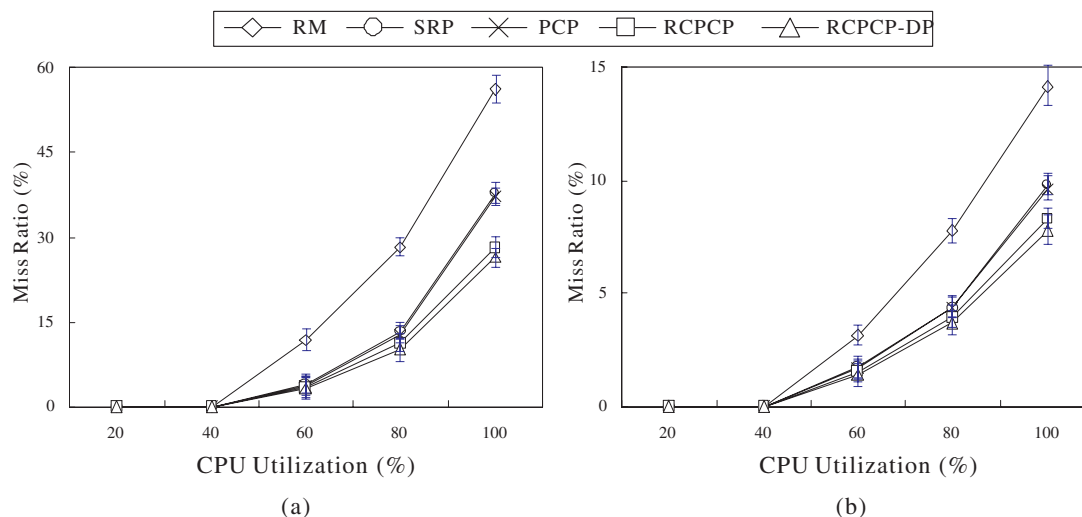 RM SRP PCP RCPCP RCPCP-DP
60
45
30
15
0
Miss Ratio (%)
20 40 60 80 100
CPU Utilization (%)
(a)
15
10
5
0
Miss Ratio (%)
20 40 60 80 100
CPU Utilization (%)
(b)